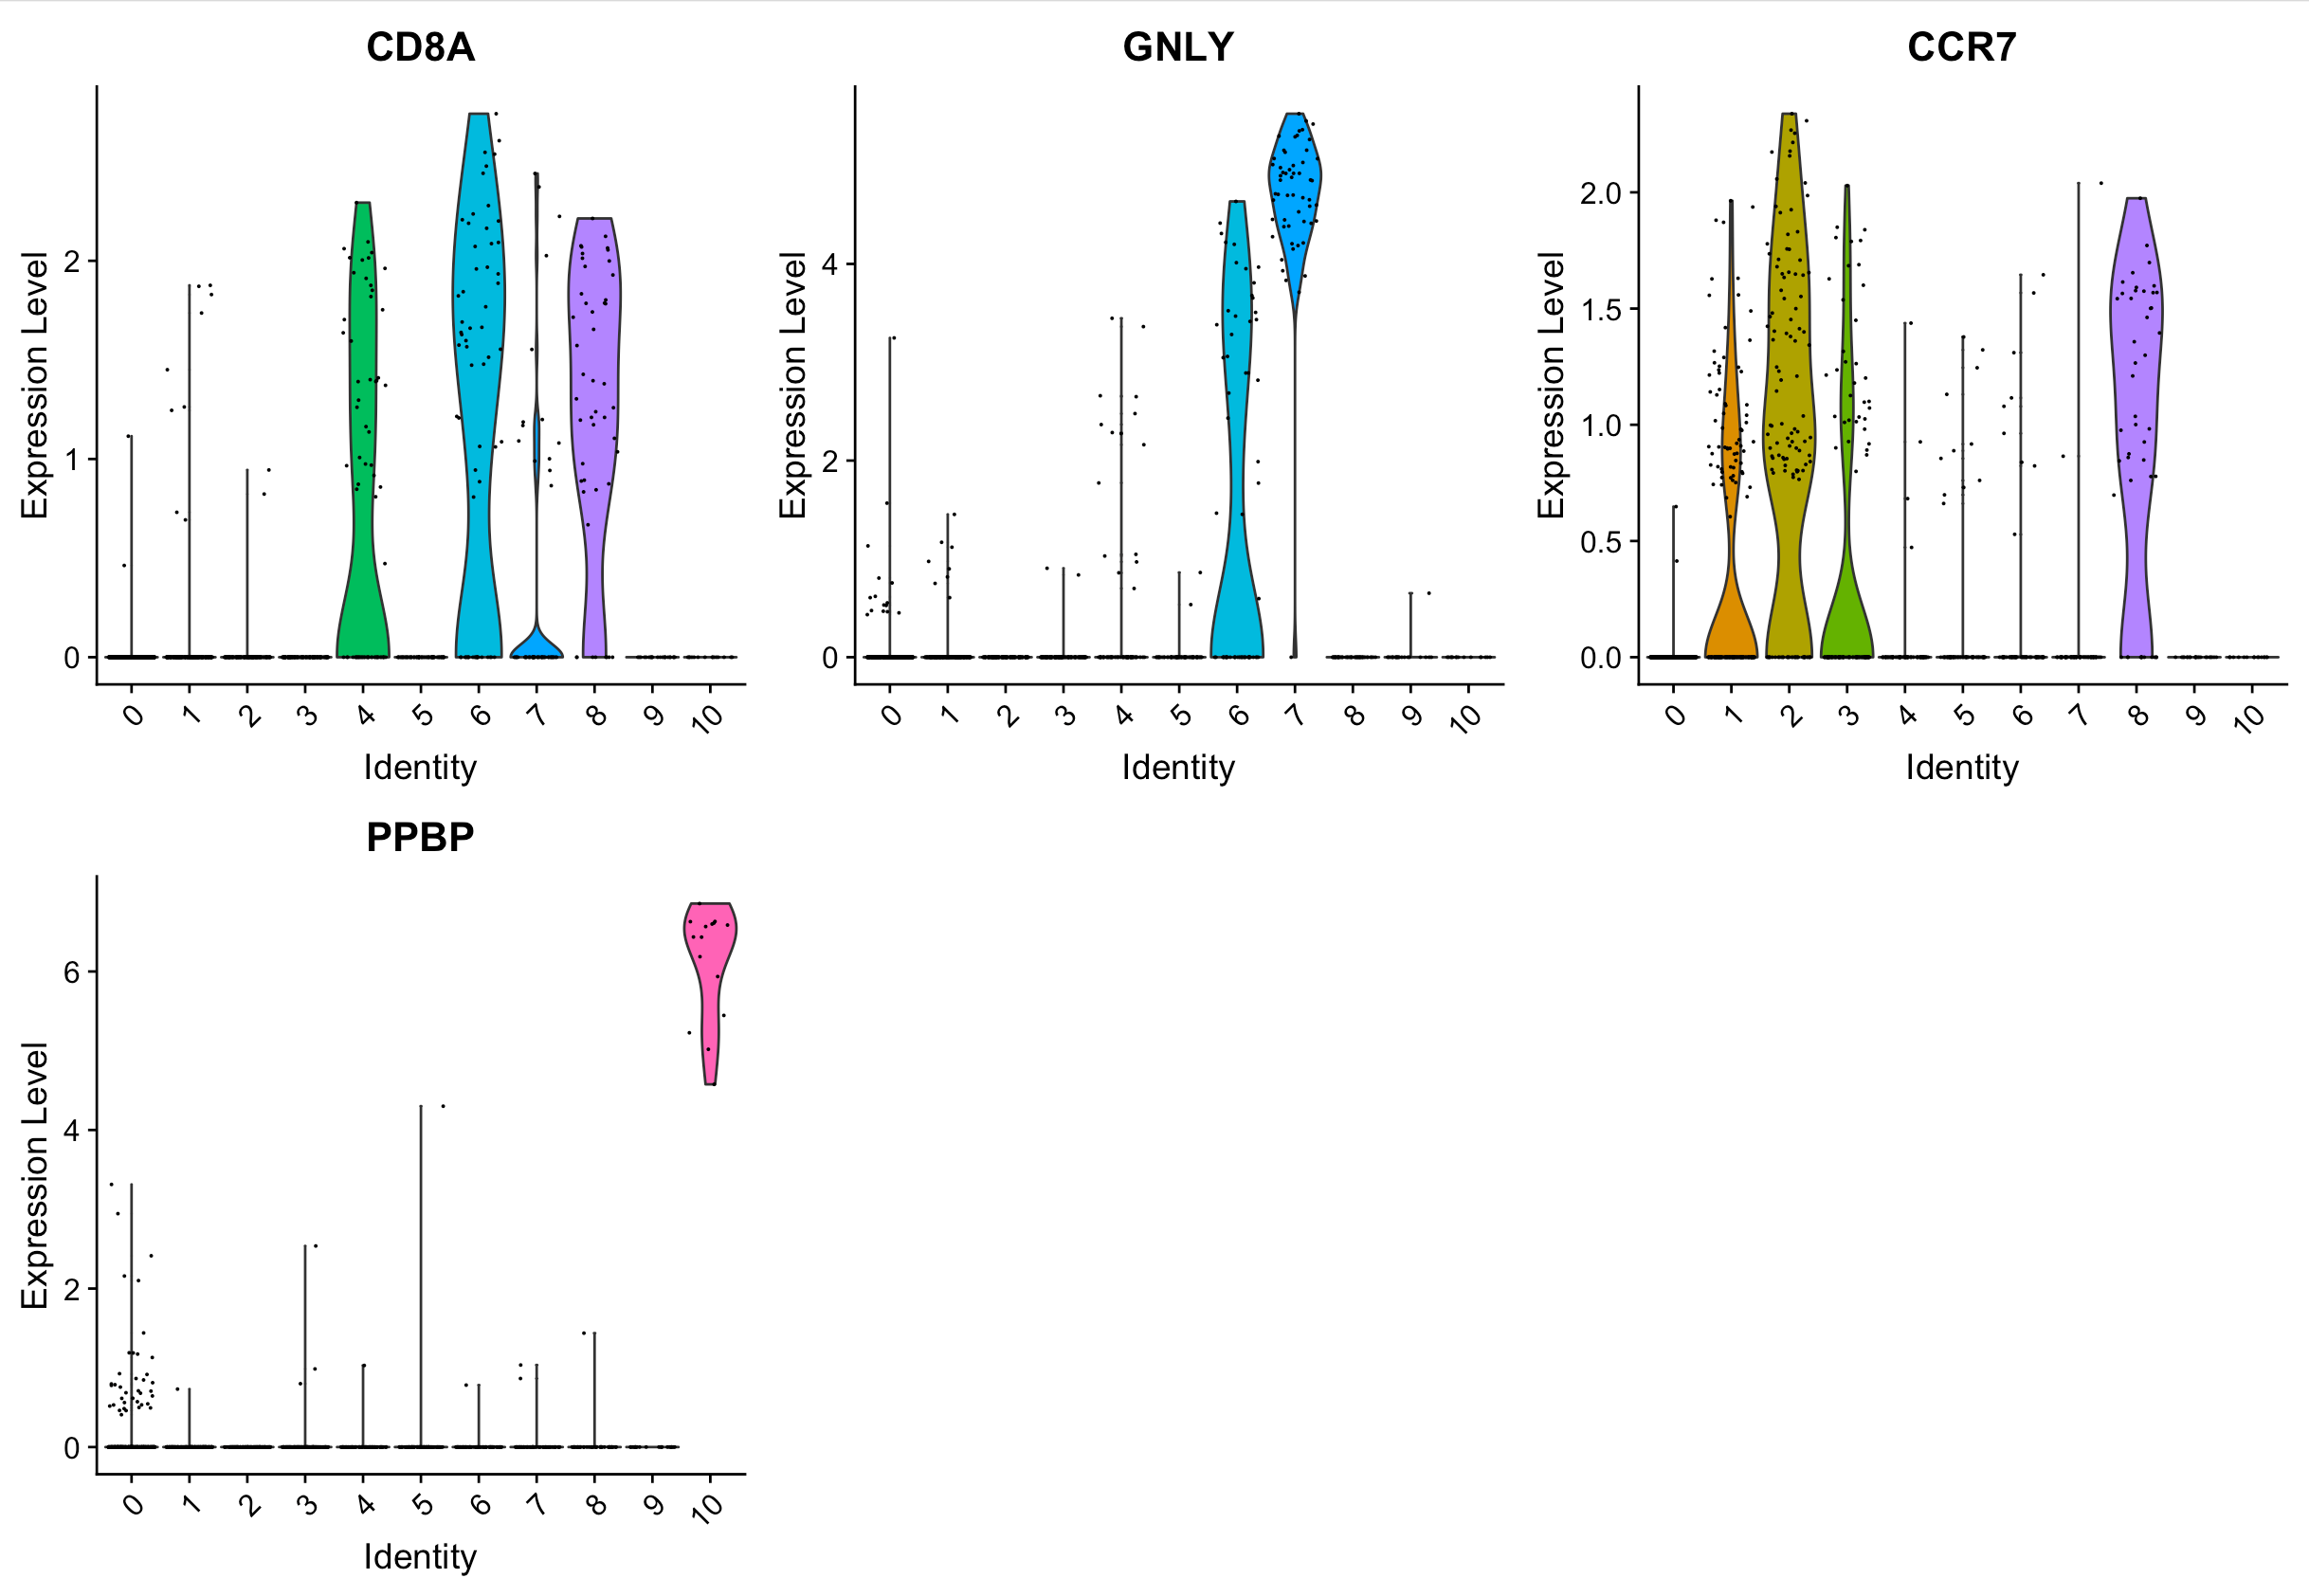 CD8A
Expression Level
2
1
0
0 1 2 3 4 5 6 7 8 9 10
Identity
GNLY
Expression Level
4
2
0
0 1 2 3 4 5 6 7 8 9 10
Identity
CCR7
Expression Level
2.0
1.5
1.0
0.5
0.0
0 1 2 3 4 5 6 7 8 9 10
Identity
PPBP
Expression Level
6
4
2
0
0 1 2 3 4 5 6 7 8 9 10
Identity